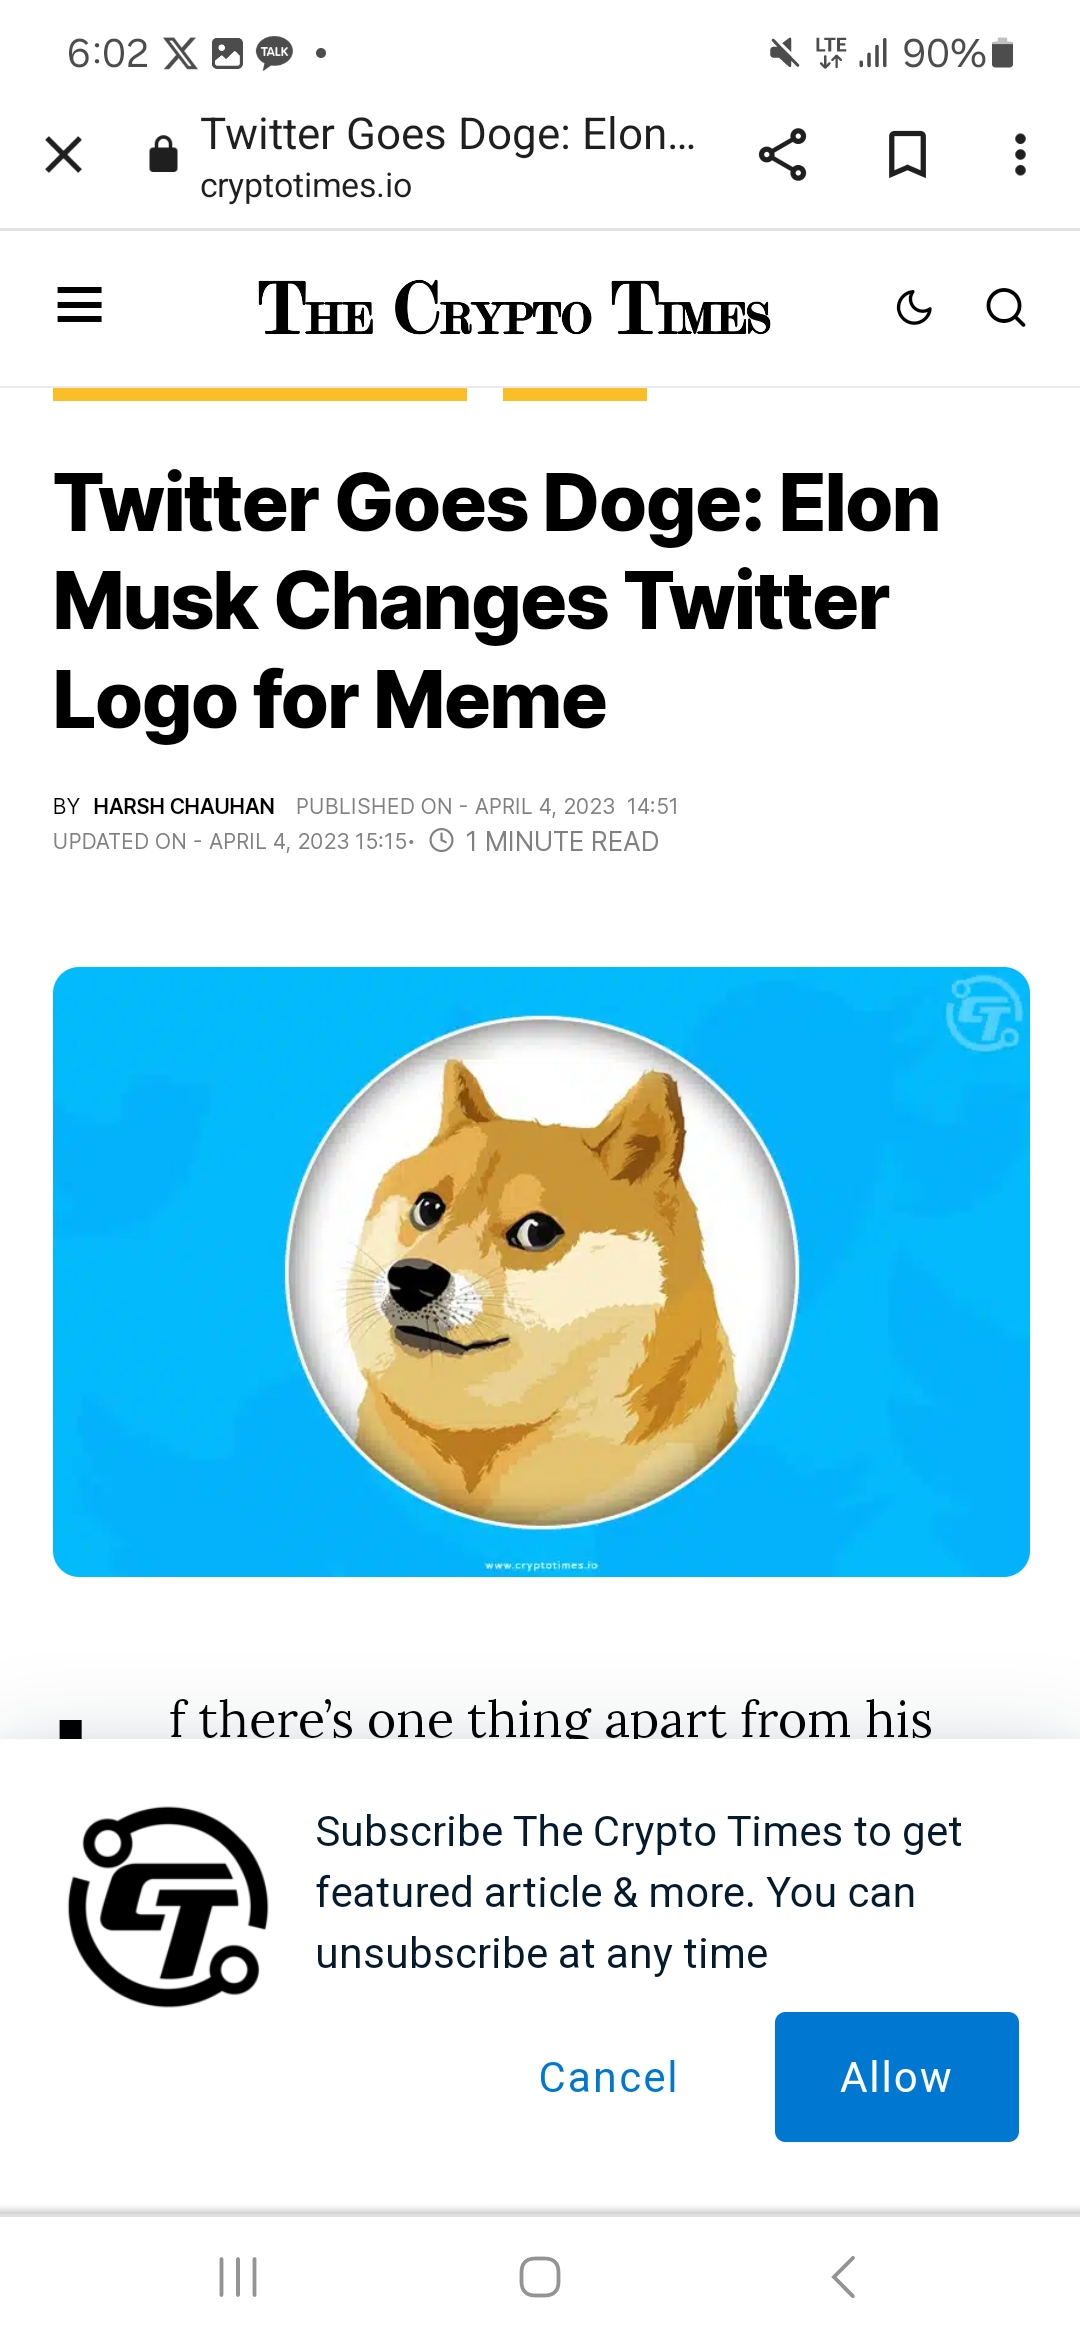 6:02 TALK LTE 90%
Twitter Goes Doge: Elon...
cryptotimes.io
THE CRYPTO TIMES
Twitter Goes Doge: Elon
Musk Changes Twitter
Logo for Meme
BY HARSH CHAUHAN PUBLISHED ON - APRIL 4, 2023 14:51
UPDATED ON - APRIL 4, 2023 15:15• 1 MINUTE READ
CT
www.cryptotimes.io
f there’s one thing apart from his
CT
Subscribe The Crypto Times to get
featured article & more. You can
unsubscribe at any time
Cancel Allow